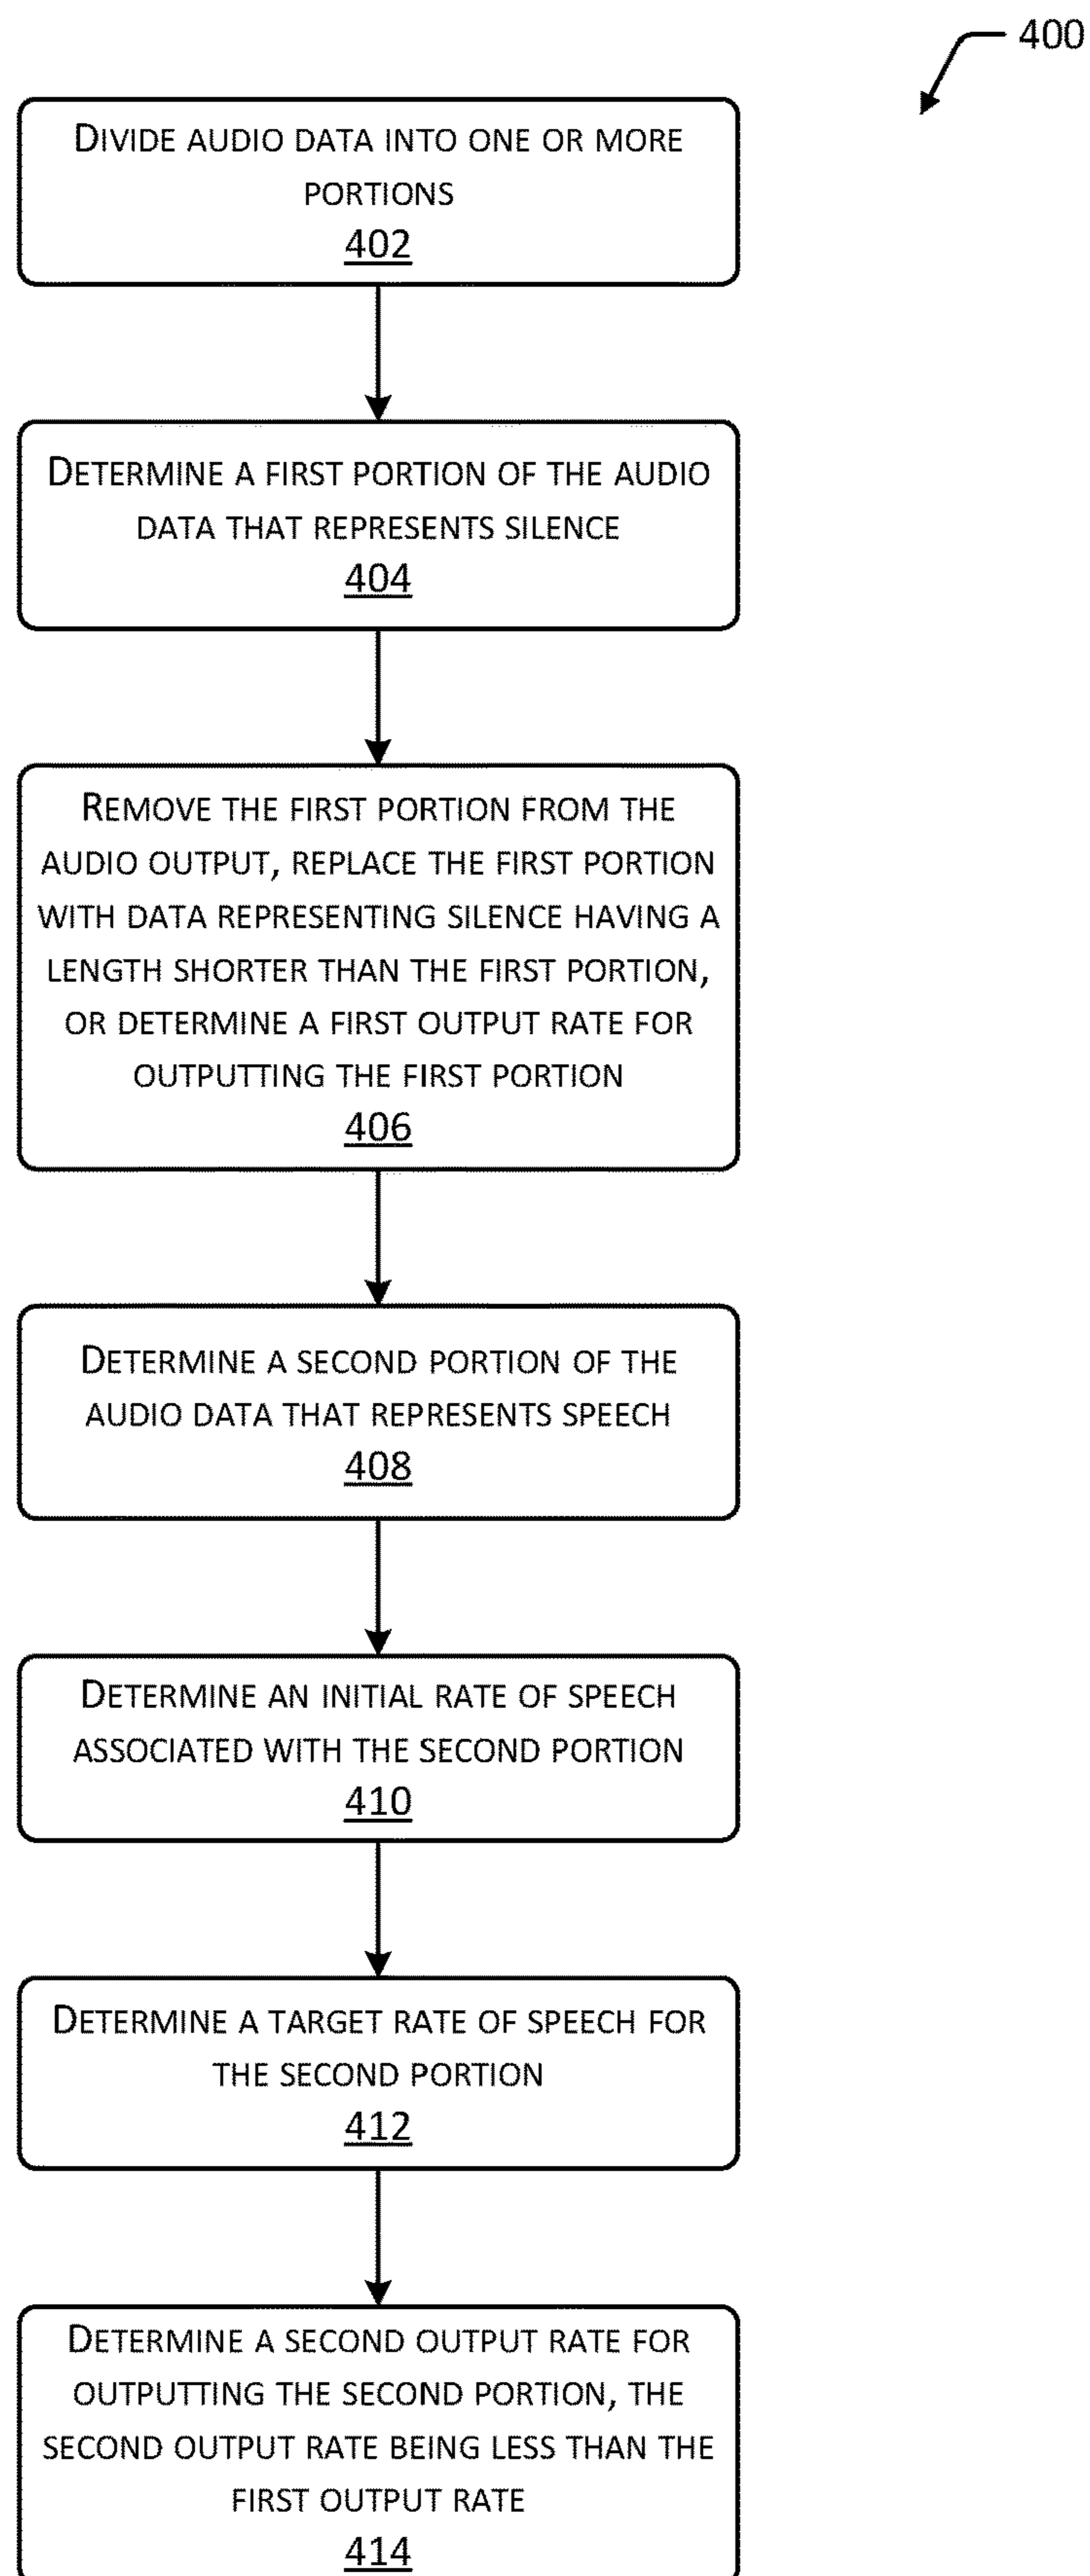 400
DIVIDE AUDIO DATA INTO ONE OR MORE
PORTIONS
402
DETERMINE A FIRST PORTION OF THE AUDIO
DATA THAT REPRESENTS SILENCE
404
REMOVE THE FIRST PORTION FROM THE
AUDIO OUTPUT, REPLACE THE FIRST PORTION
WITH DATA REPRESENTING SILENCE HAVING A
LENGTH SHORTER THAN THE FIRST PORTION,
OR DETERMINE A FIRST OUTPUT RATE FOR
OUTPUTTING THE FIRST PORTION
406
DETERMINE A SECOND PORTION OF THE
AUDIO DATA THAT REPRESENTS SPEECH
408
DETERMINE AN INITIAL RATE OF SPEECH
ASSOCIATED WITH THE SECOND PORTION
410
DETERMINE A TARGET RATE OF SPEECH FOR
THE SECOND PORTION
412
DETERMINE A SECOND OUTPUT RATE FOR
OUTPUTTING THE SECOND PORTION, THE
SECOND OUTPUT RATE BEING LESS THAN THE
FIRST OUTPUT RATE
414